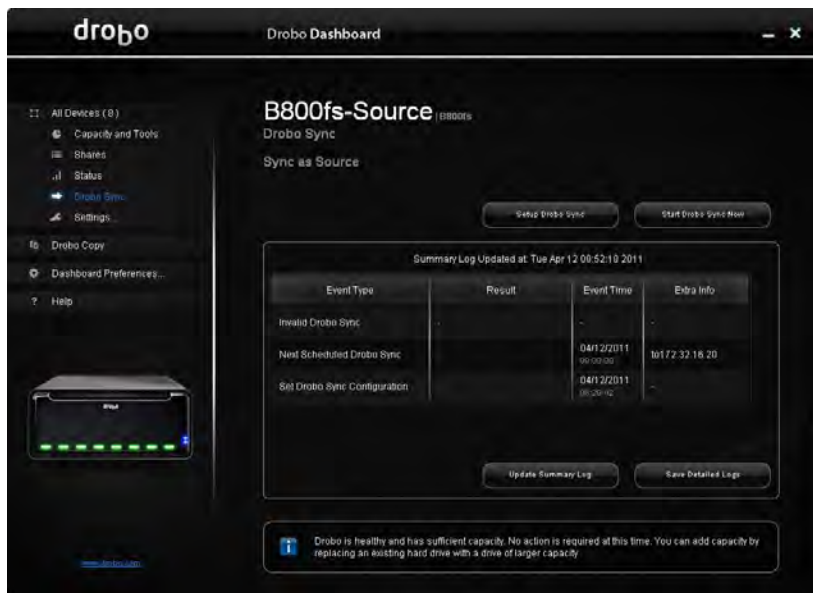 drobo
Drobo Dashboard
All Devices (8)
Capacity and Tools
Shares
Status
Drobo Sync
Settings...
Drobo Copy
Dashboard Preferences...
Help
www.drobo.com
B800fs-Source | B800fs
Drobo Sync
Sync as Source
Setup Drobo Sync
Start Drobo Sync Now
Summary Log Updated at: Tue Apr 12 09:52:10 2011
Event Type Result Event Time Extra Info
Invalid Drobo Sync - - -
Next Scheduled Drobo Sync 04/12/2011 to172.32.16.20
Set Drobo Sync Configuration 04/12/2011 -
Update Summary Log
Save Detailed Logs
Drobo is healthy and has sufficient capacity. No action is required at this time. You can add capacity by
replacing an existing hard drive with a drive of larger capacity